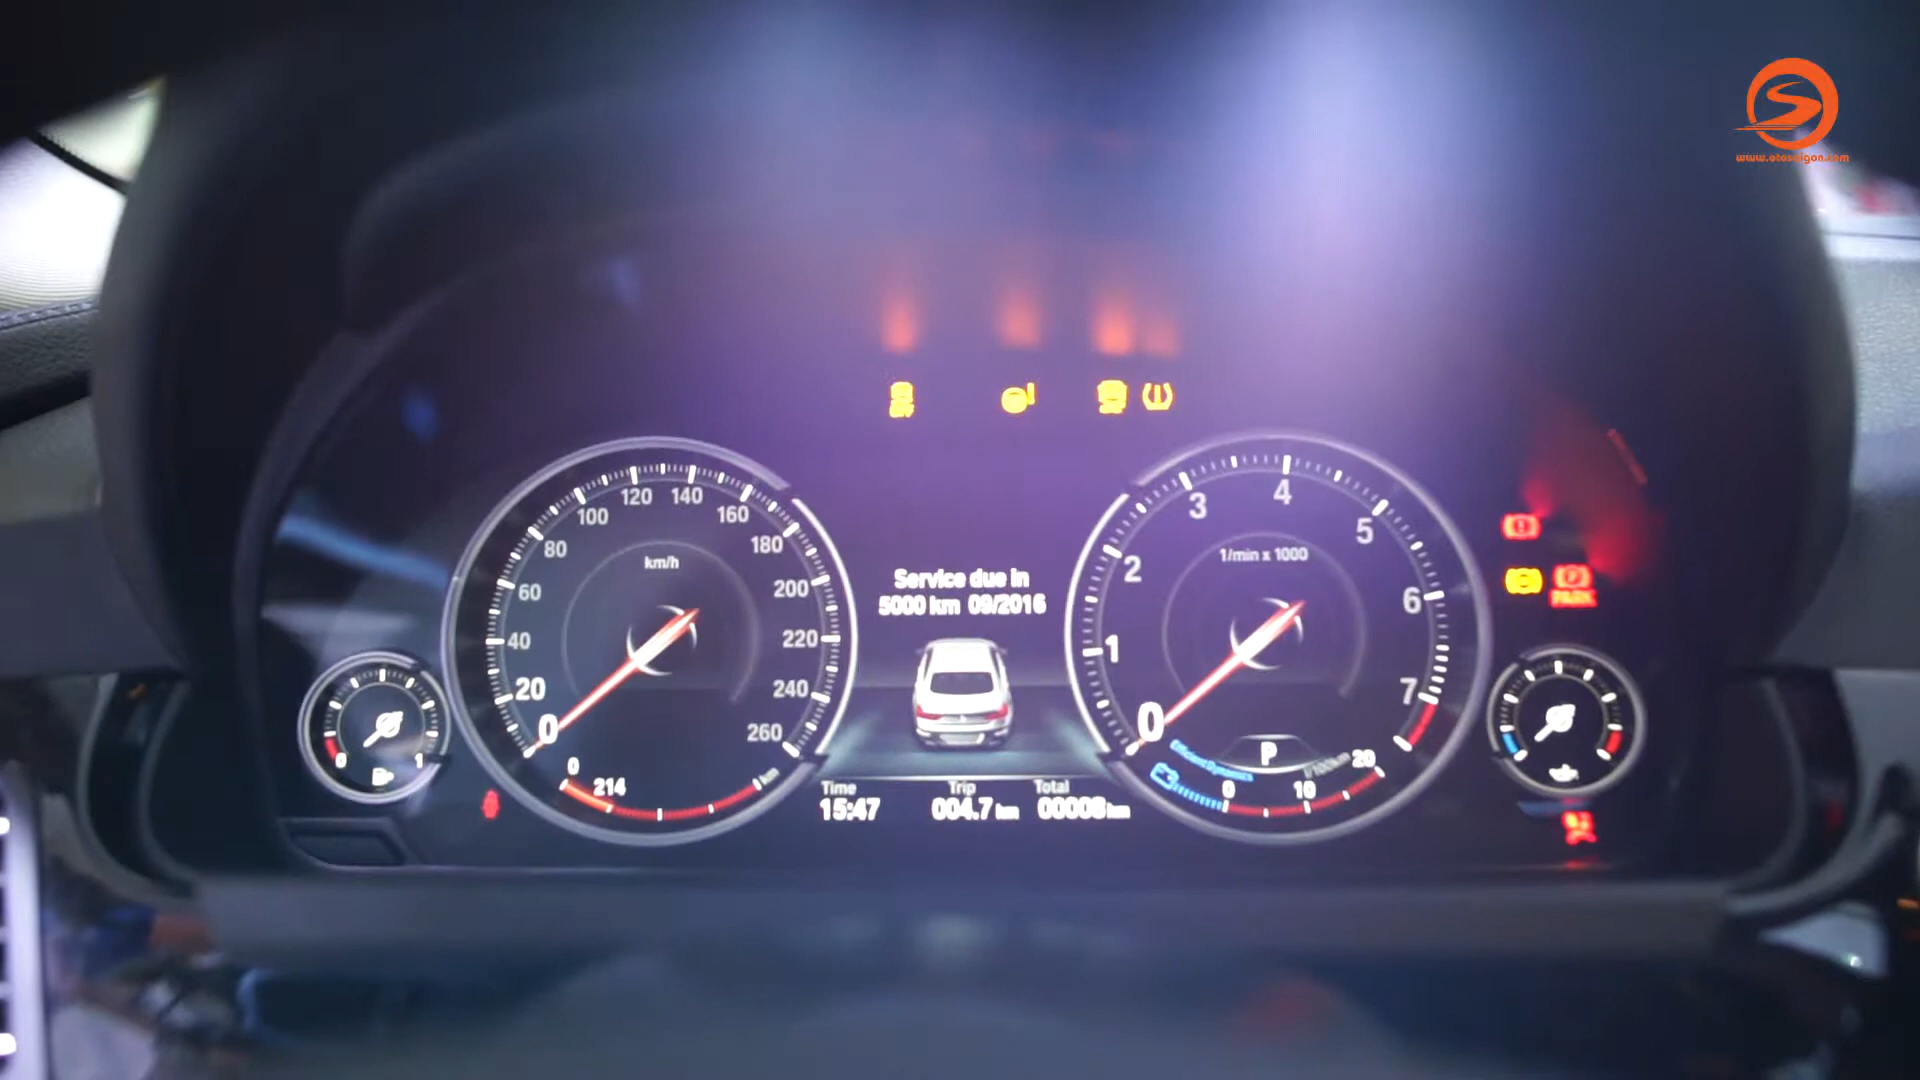 www.otosaigon.com
120 140
100 160
80 180
60 200
40 220
20 240
0 260
km/h
0 214 km
0 1
Service due in
5000 km 09/2016
Time Trip Total
15:47 004.7 km 00008 km
4
3 5
2 6
1 7
0
1/min x 1000
P
EfficientDynamics
0 10 20
l/100km
PARK